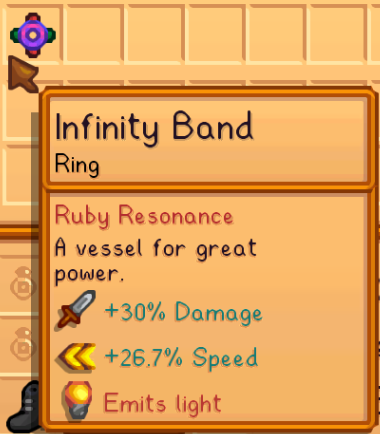 Infinity Band
Ring
Ruby Resonance
A vessel for great
power.
+30% Damage
+26.7% Speed
Emits light